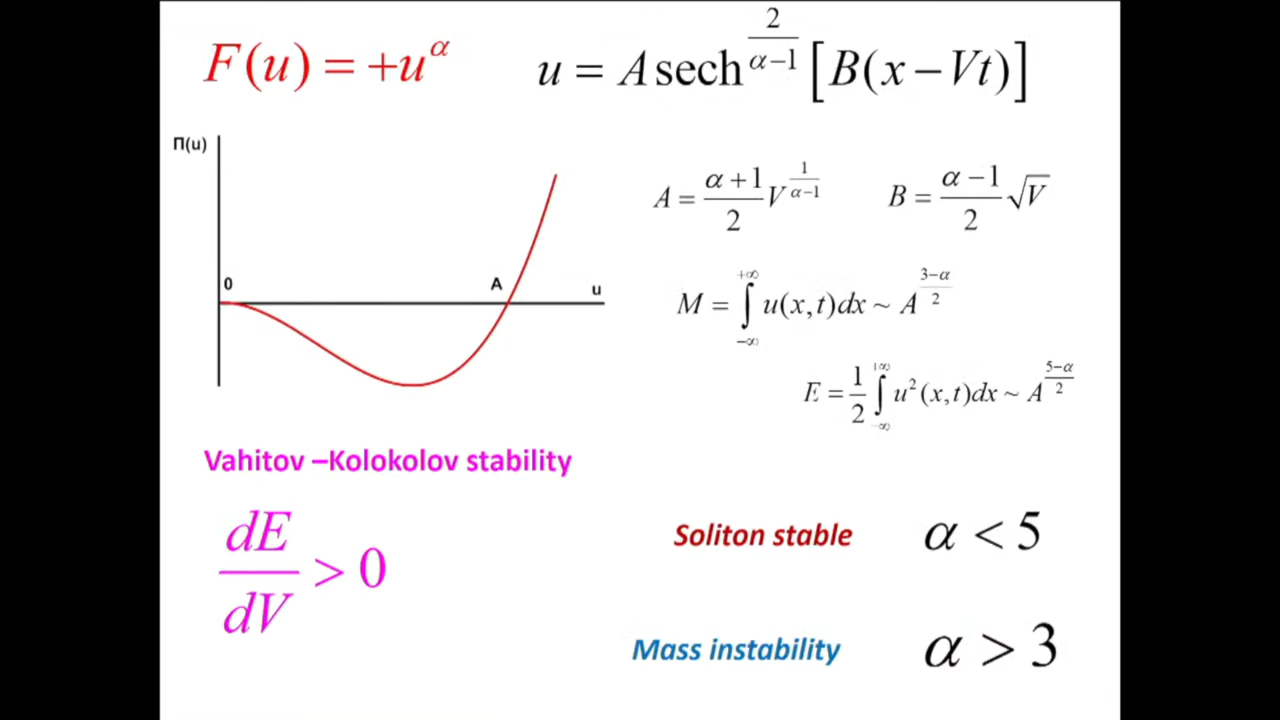 F(u) = +u^α
u = A sech^{2/(α−1)} [B(x−Vt)]
Π(u)
0
A
u
A = (α+1)/2 V^{1/(α−1)}
B = (α−1)/2 √V
M = ∫_{−∞}^{+∞} u(x,t)dx ~ A^{(3−α)/2}
E = 1/2 ∫_{−∞}^{+∞} u²(x,t)dx ~ A^{(5−α)/2}
Vahitov –Kolokolov stability
dE/dV > 0
Soliton stable α < 5
Mass instability α > 3